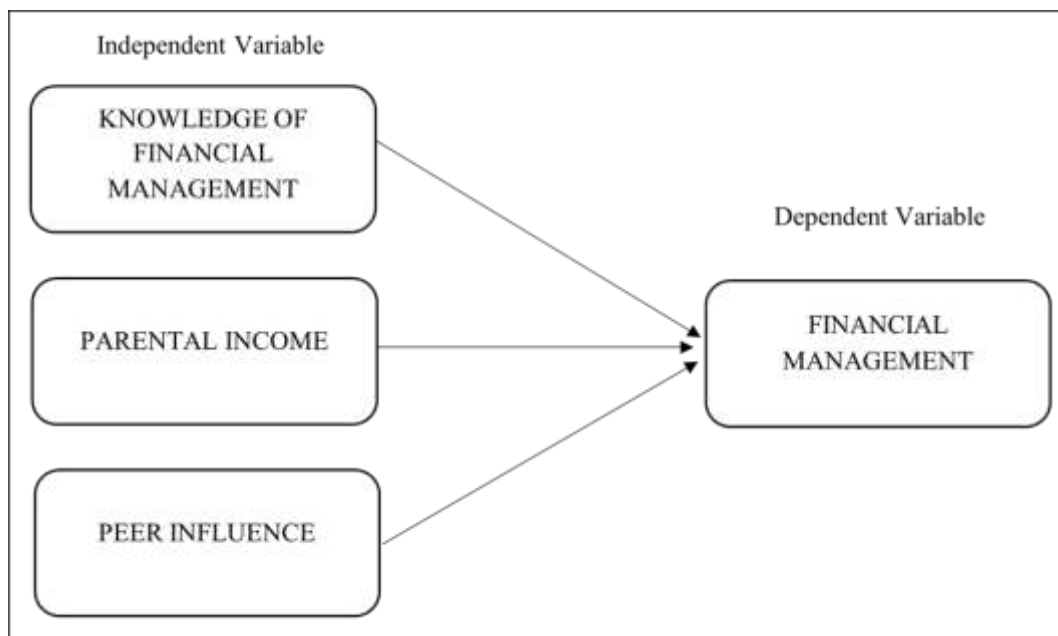 Independent Variable
KNOWLEDGE OF
FINANCIAL
MANAGEMENT
PARENTAL INCOME
PEER INFLUENCE
Dependent Variable
FINANCIAL
MANAGEMENT